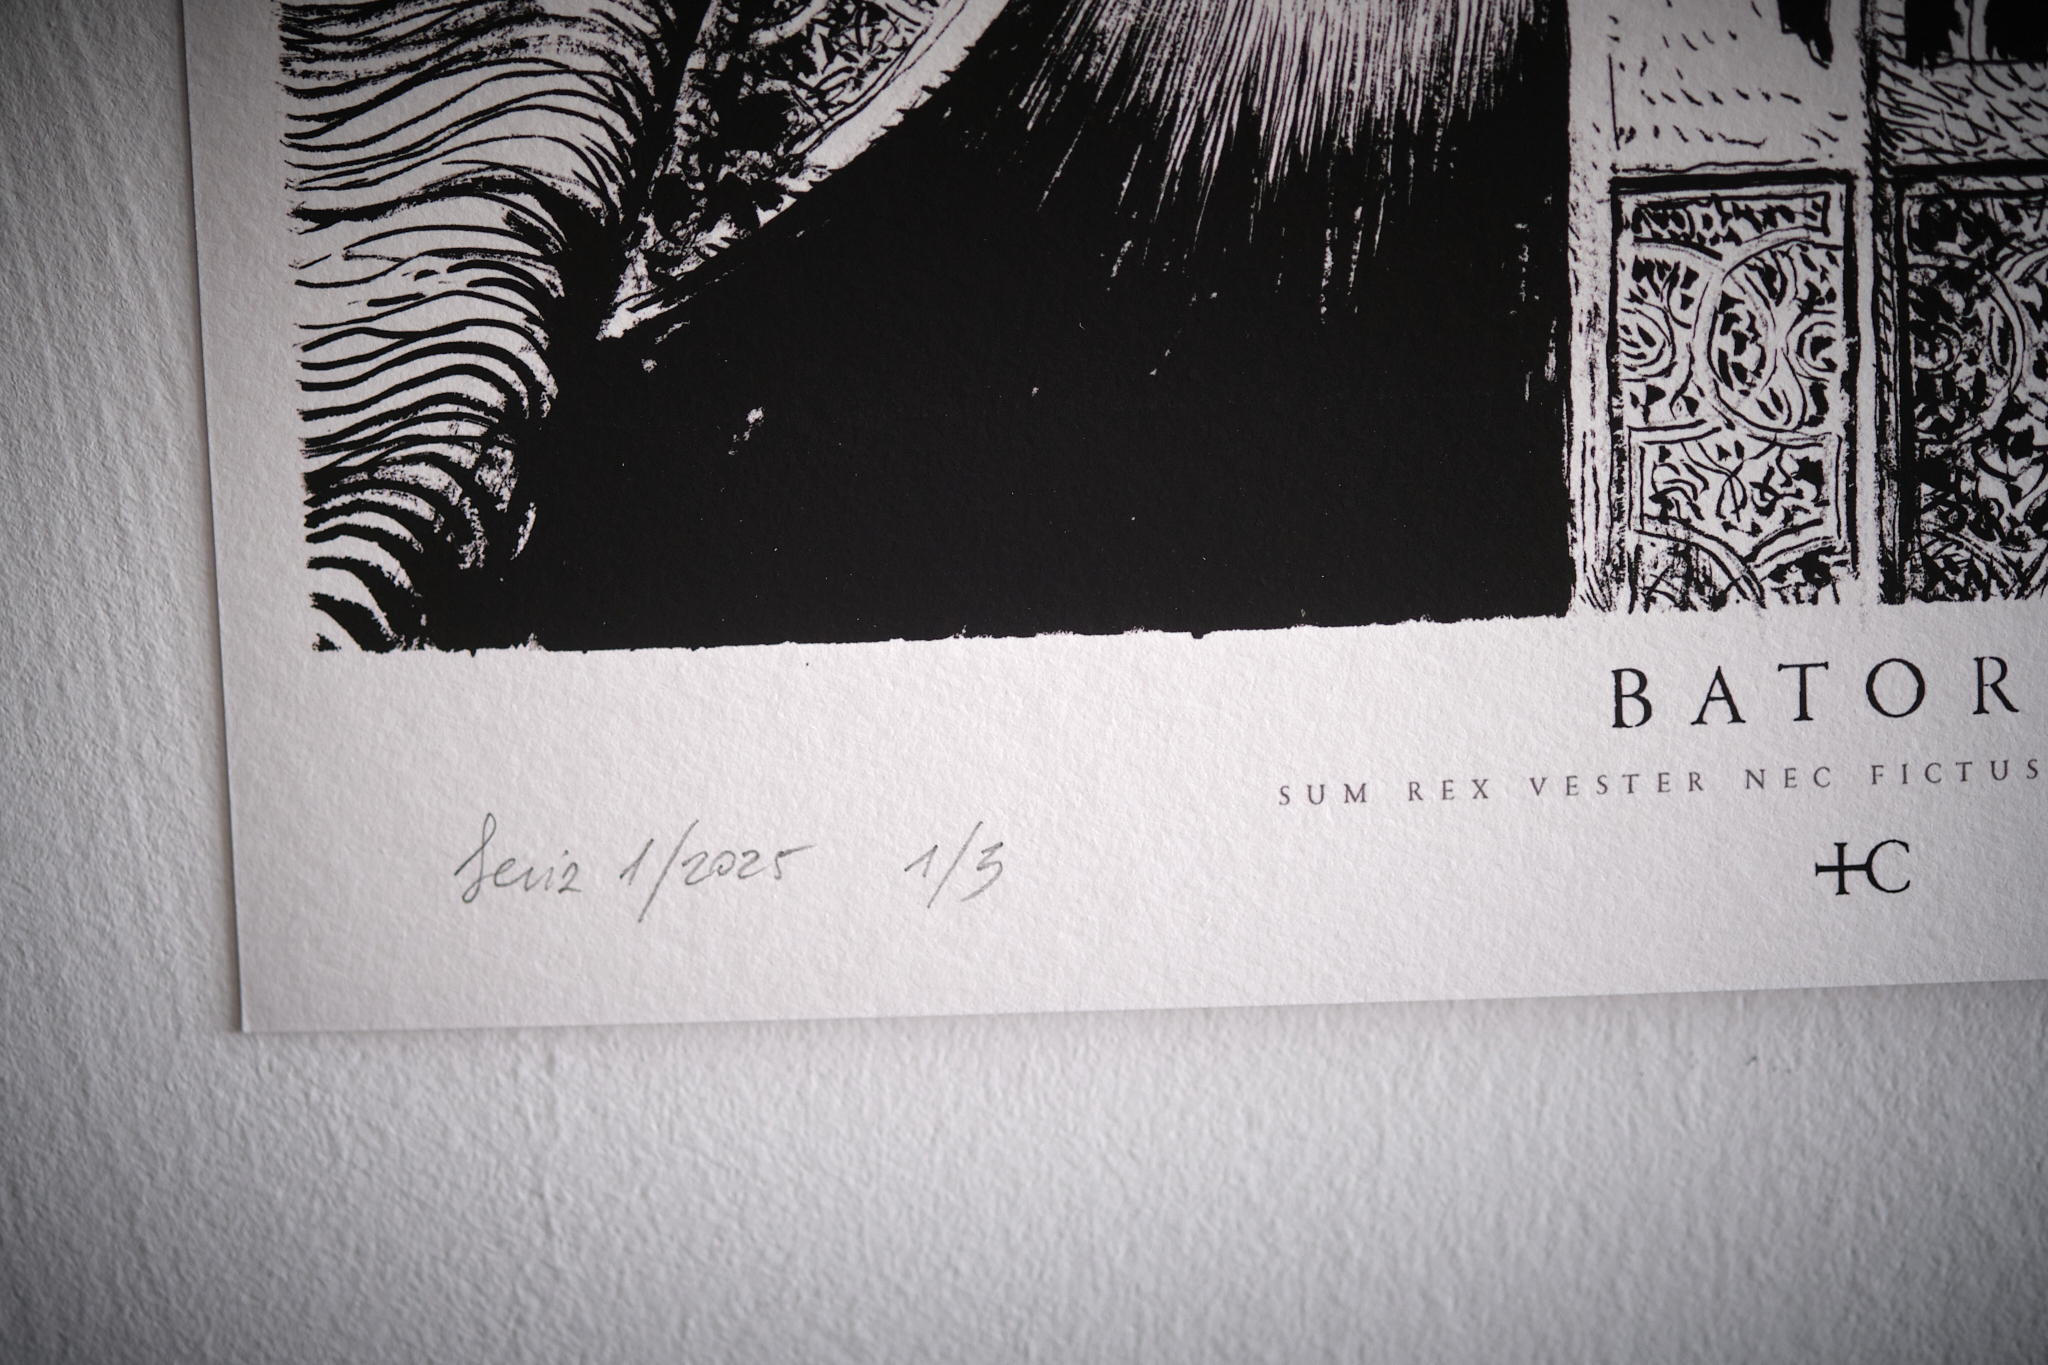 BATOR
SUM REX VESTER NEC FICTUS
Seria 1/2025 1/3
+C